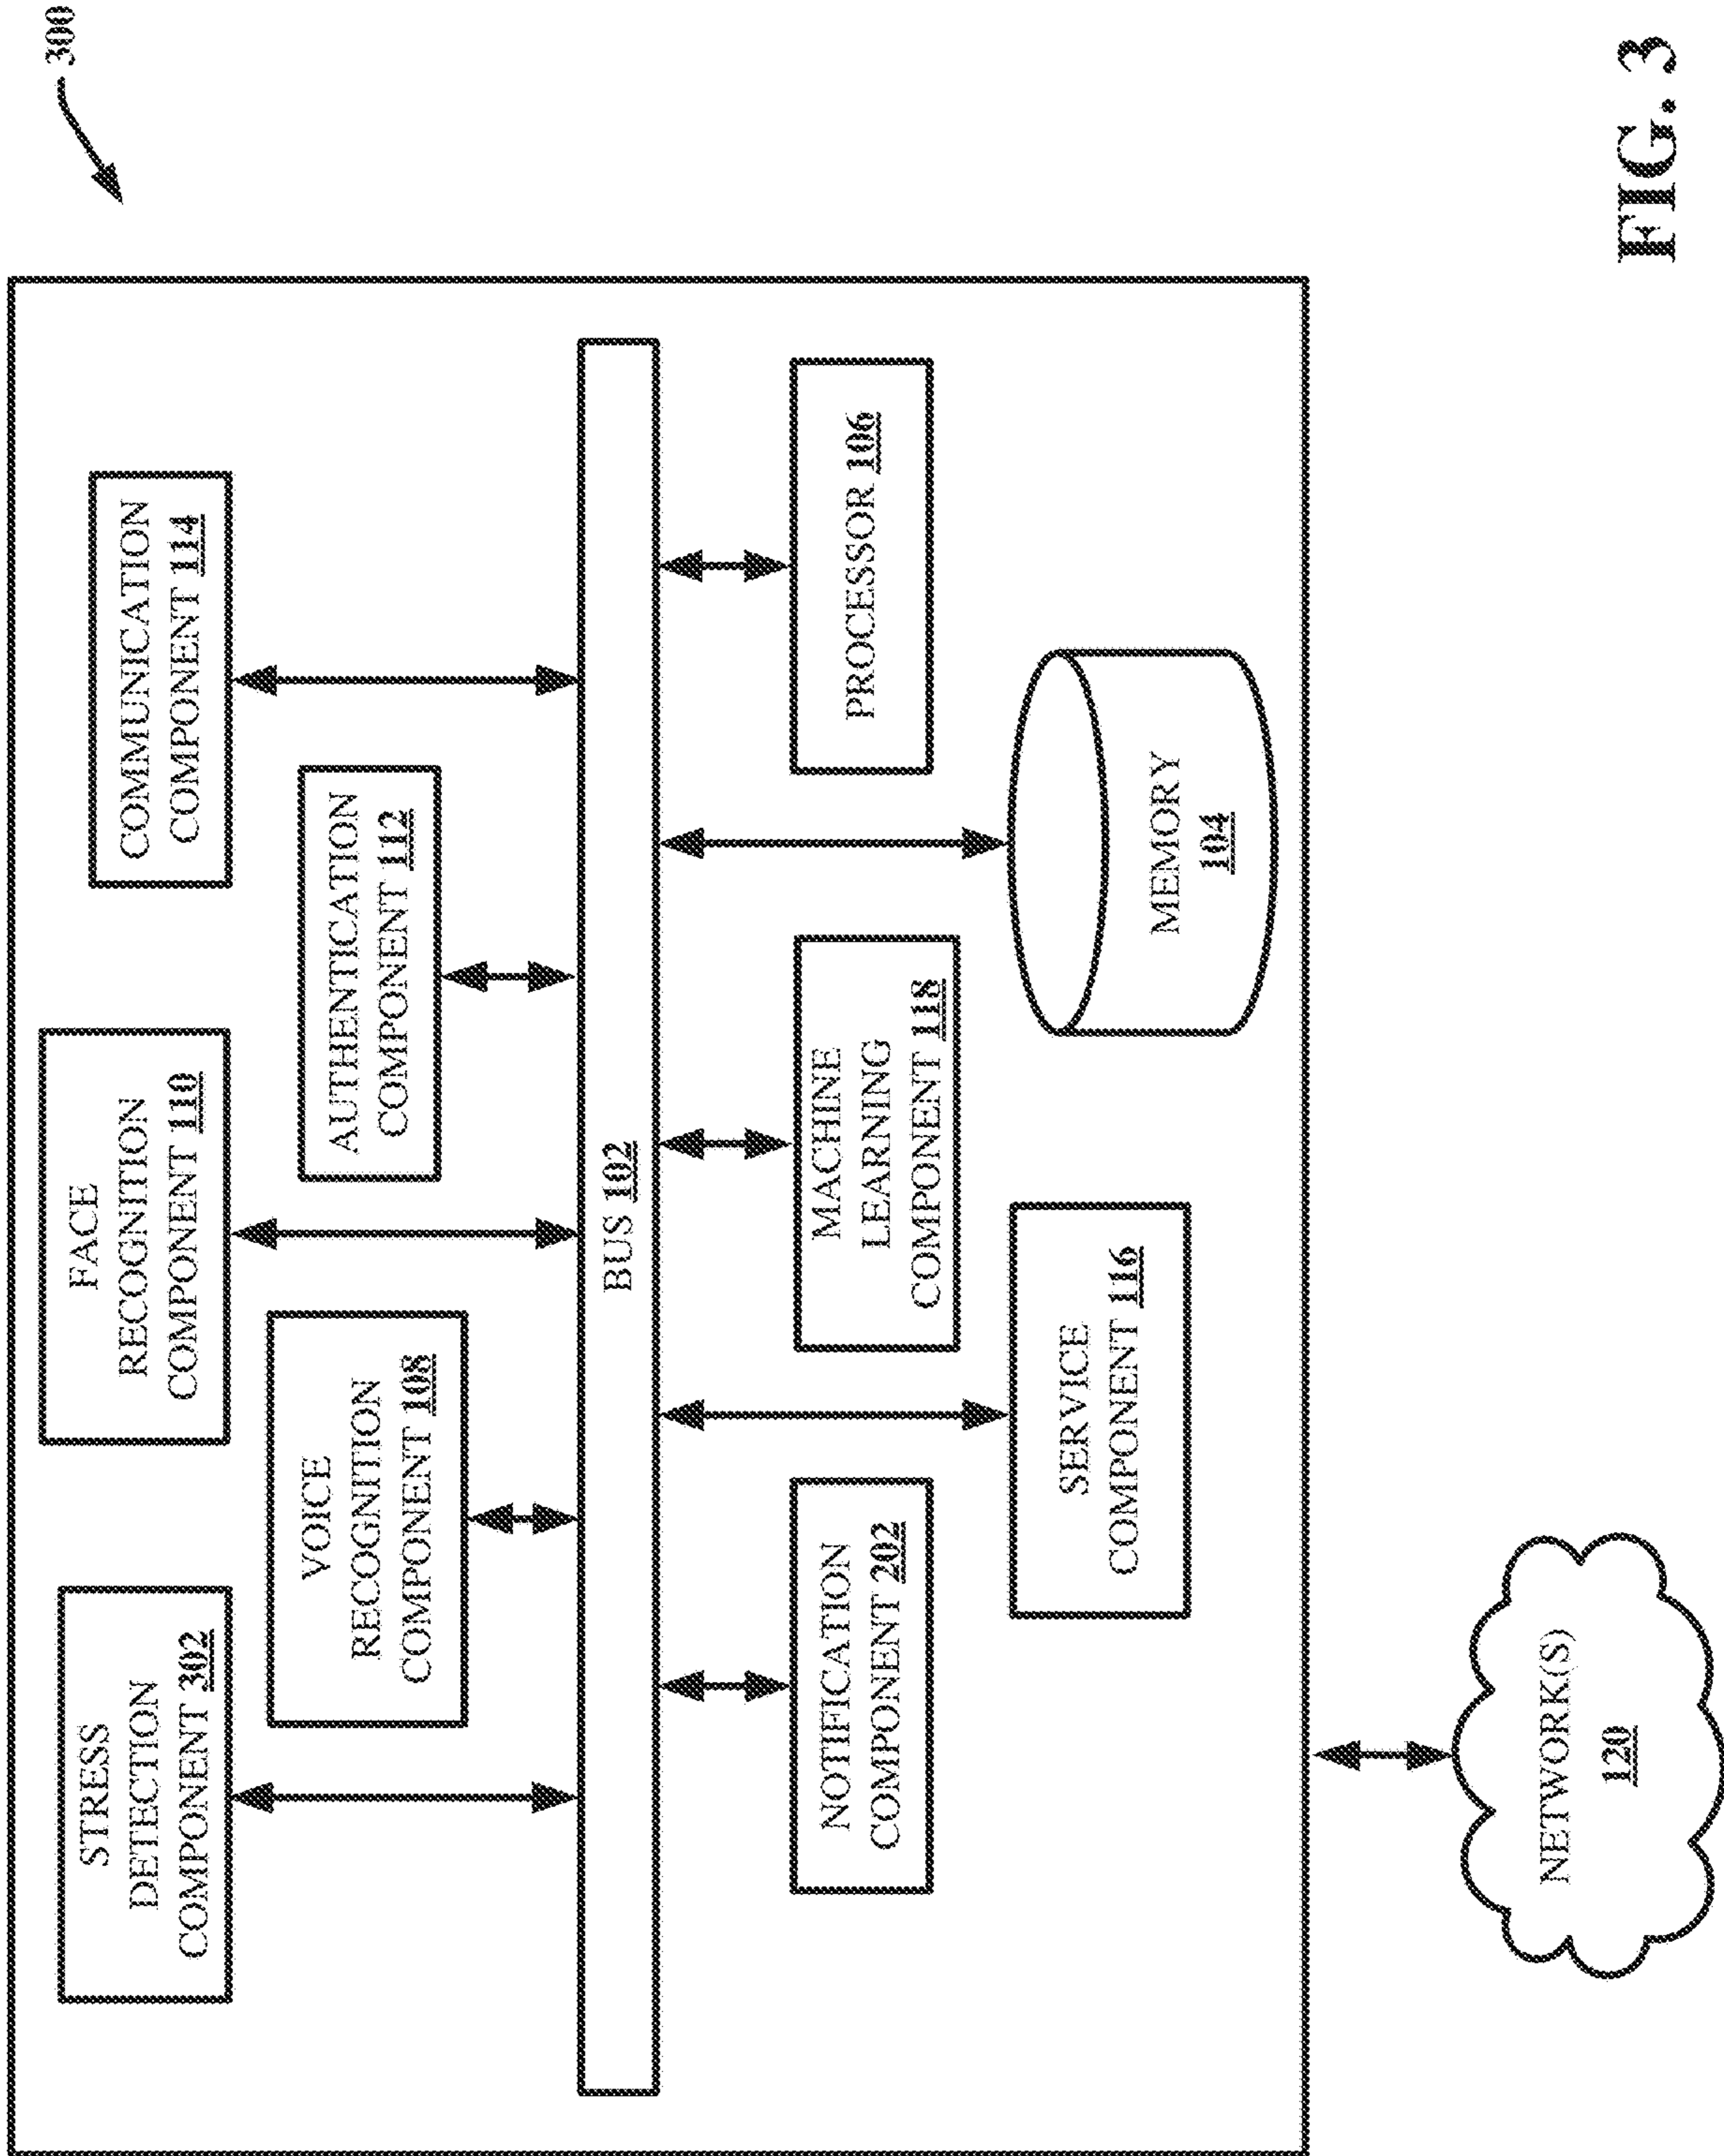 300
STRESS
DETECTION
COMPONENT 302
FACE
RECOGNITION
COMPONENT 110
COMMUNICATION
COMPONENT 114
VOICE
RECOGNITION
COMPONENT 108
AUTHENTICATION
COMPONENT 112
BUS 102
NOTIFICATION
COMPONENT 202
MACHINE
LEARNING
COMPONENT 118
PROCESSOR 106
SERVICE
COMPONENT 116
MEMORY
104
NETWORK(S)
120
FIG. 3